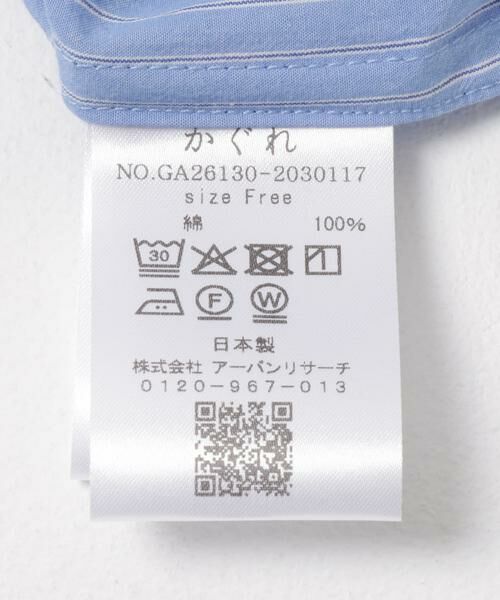 かぐれ
NO.GA26130-2030117
size Free
綿 100%
30
F W
日本製
株式会社 アーバンリサーチ
0120-967-013